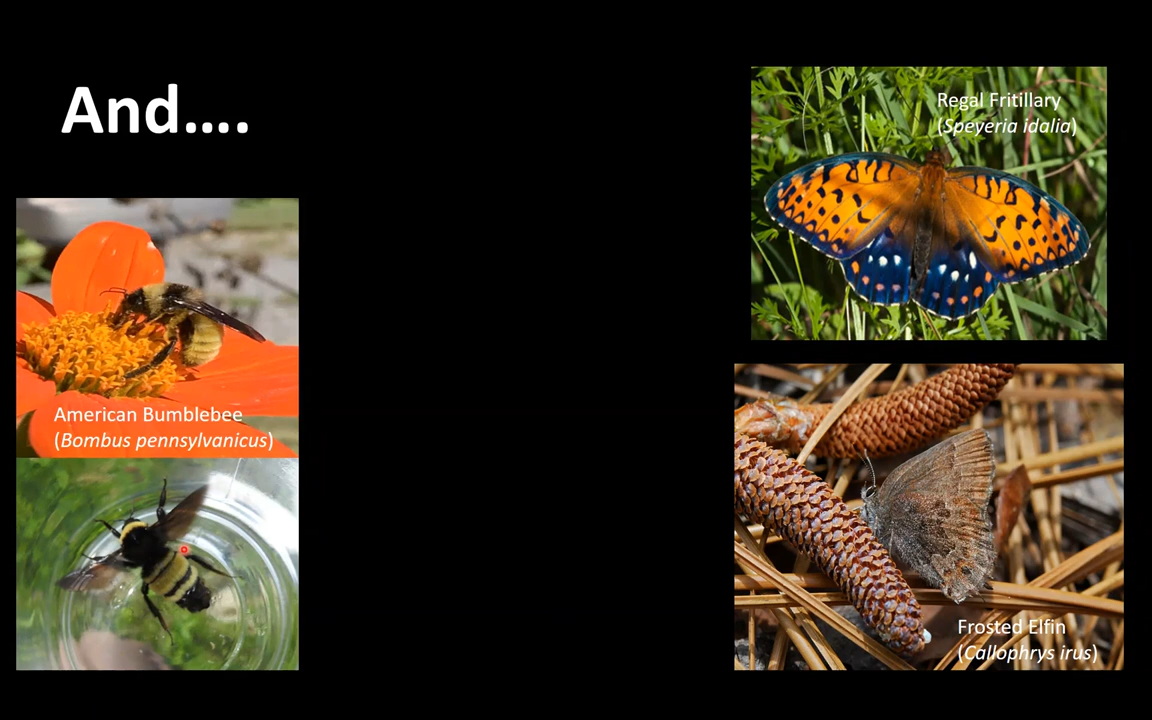 And….
American Bumblebee
(Bombus pennsylvanicus)
Regal Fritillary
(Speyeria idalia)
Frosted Elfin
(Callophrys irus)